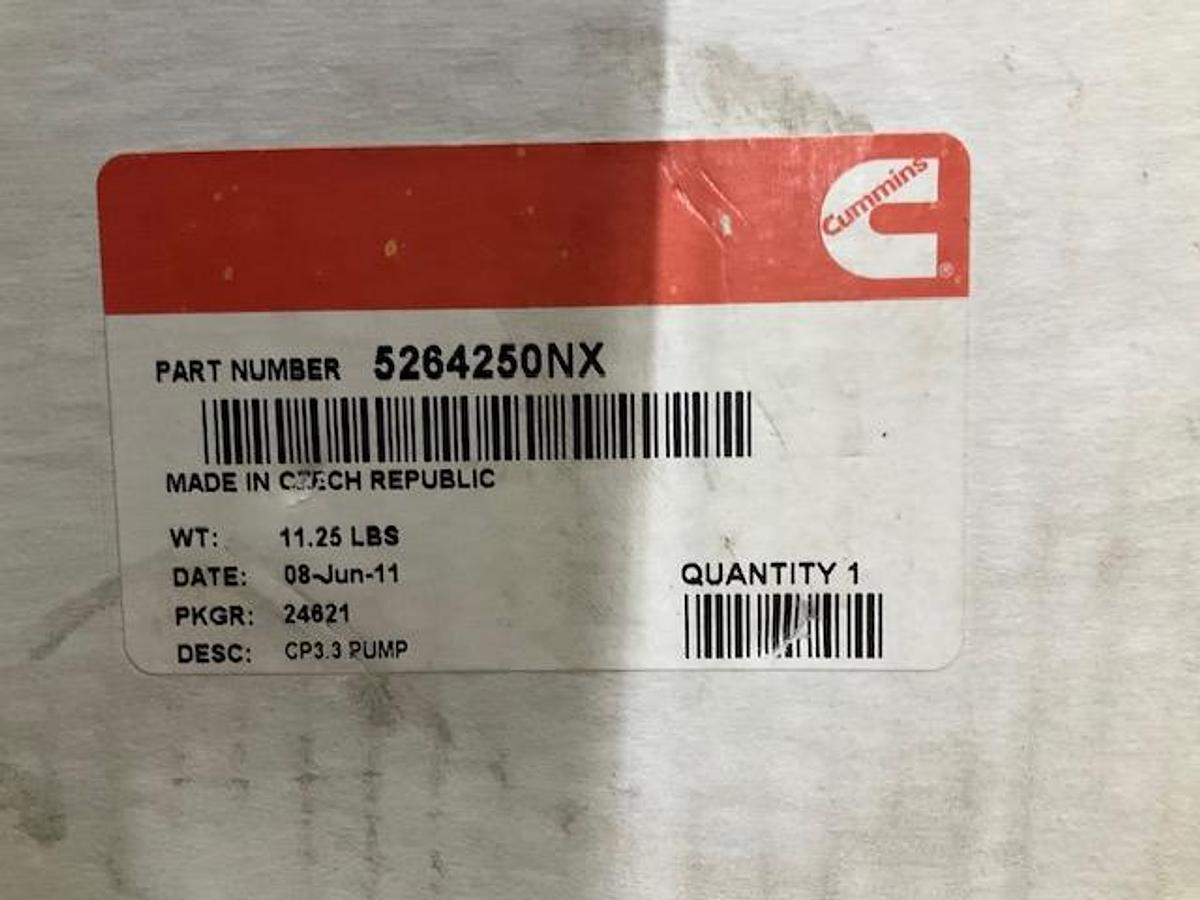 Cummins
®
PART NUMBER 5264250NX
MADE IN CZECH REPUBLIC
WT: 11.25 LBS
DATE: 08-Jun-11
QUANTITY 1
PKGR: 24621
DESC: CP3.3 PUMP